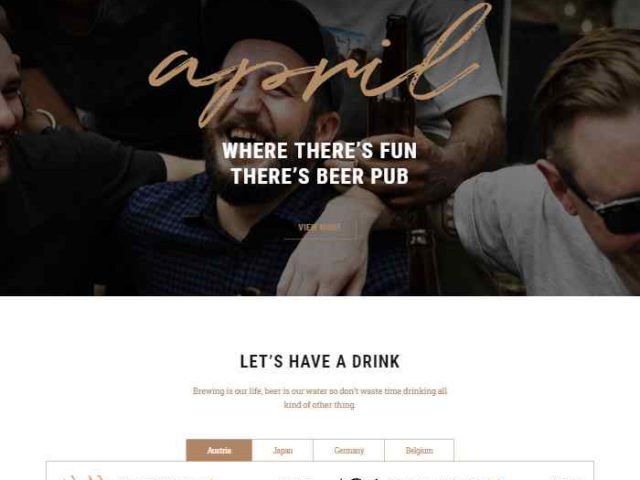 april
WHERE THERE'S FUN
THERE'S BEER PUB
VIEW MORE
LET'S HAVE A DRINK
Brewing is our life, beer is our water so don't waste time drinking all
kind of other thing.
Austria Japan Germany Belgium